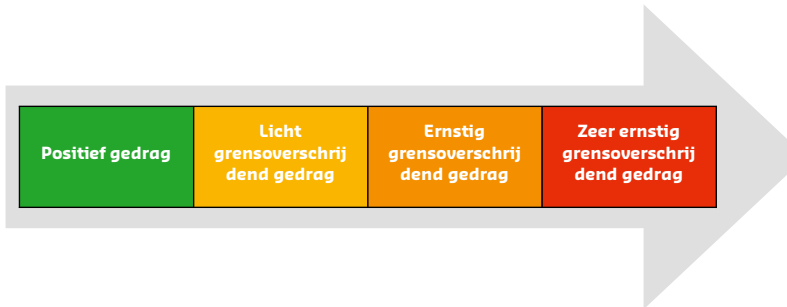 Positief gedrag
Licht
grensoverschrij
dend gedrag
Ernstig
grensoverschrij
dend gedrag
Zeer ernstig
grensoverschrij
dend gedrag